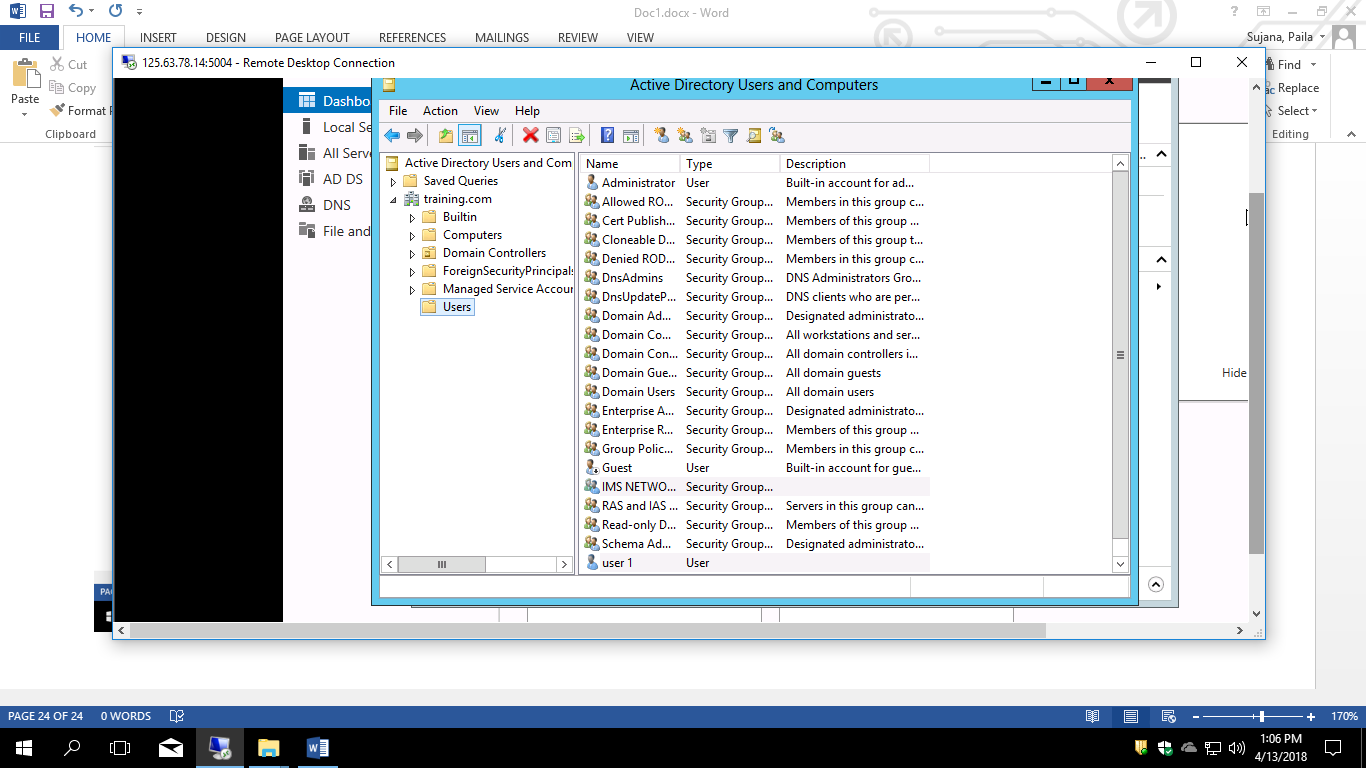 Doc1.docx - Word
FILE HOME INSERT DESIGN PAGE LAYOUT REFERENCES MAILINGS REVIEW VIEW Sujana, Paila
125.63.78.14:5004 - Remote Desktop Connection
Paste
Cut
Copy
Format
Clipboard
Find
Replace
Select
Editing
Dashbo
Local Se
All Serve
AD DS
DNS
File and
Active Directory Users and Computers
File Action View Help
Active Directory Users and Com
Saved Queries
training.com
Builtin
Computers
Domain Controllers
ForeignSecurityPrincipals
Managed Service Accour
Users
Name Type Description
Administrator User Built-in account for ad...
Allowed RO... Security Group... Members in this group c...
Cert Publish... Security Group... Members of this group ...
Cloneable D... Security Group... Members of this group t...
Denied ROD... Security Group... Members in this group c...
DnsAdmins Security Group... DNS Administrators Gro...
DnsUpdateP... Security Group... DNS clients who are per...
Domain Ad... Security Group... Designated administrato...
Domain Co... Security Group... All workstations and ser...
Domain Con... Security Group... All domain controllers i...
Domain Gue... Security Group... All domain guests
Domain Users Security Group... All domain users
Enterprise A... Security Group... Designated administrato...
Enterprise R... Security Group... Members of this group ...
Group Polic... Security Group... Members in this group c...
Guest User Built-in account for gue...
IMS NETWO... Security Group...
RAS and IAS ... Security Group... Servers in this group can...
Read-only D... Security Group... Members of this group ...
Schema Ad... Security Group... Designated administrato...
user 1 User
Hide
PAGE 24 OF 24 0 WORDS 170%
1:06 PM
4/13/2018